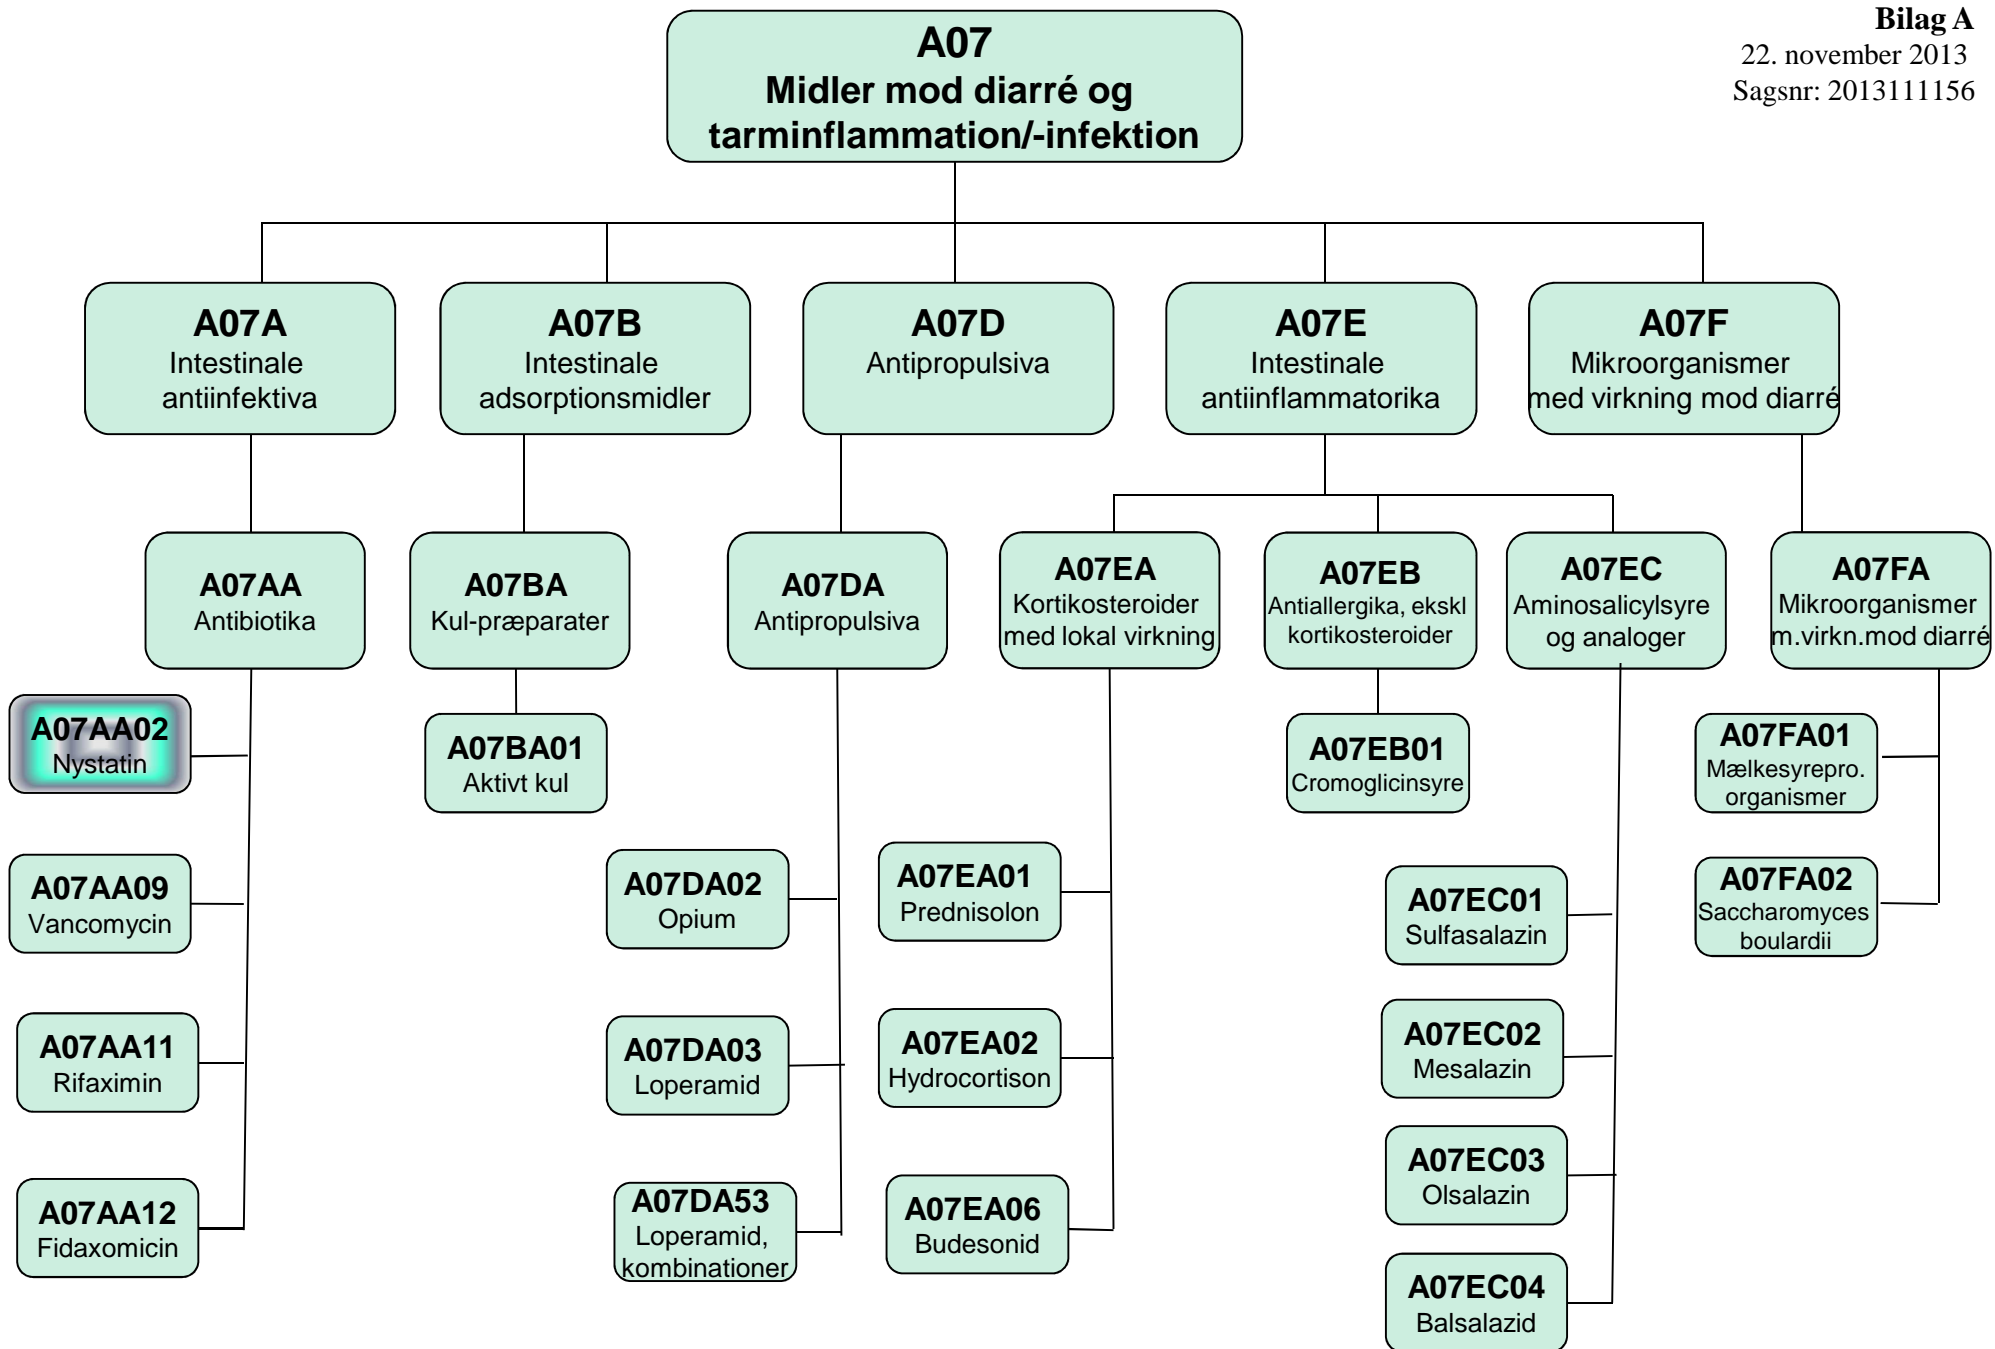 Bilag A
22. november 2013
Sagsnr: 2013111156
A07
Midler mod diarré og
tarminflammation/-infektion
A07A
Intestinale
antiinfektiva
A07B
Intestinale
adsorptionsmidler
A07D
Antipropulsiva
A07E
Intestinale
antiinflammatorika
A07F
Mikroorganismer
med virkning mod diarré
A07AA
Antibiotika
A07BA
Kul-præparater
A07DA
Antipropulsiva
A07EA
Kortikosteroider
med lokal virkning
A07EB
Antiallergika, ekskl
kortikosteroider
A07EC
Aminosalicylsyre
og analoger
A07FA
Mikroorganismer
m.virkn.mod diarré
A07AA02
Nystatin
A07AA09
Vancomycin
A07AA11
Rifaximin
A07AA12
Fidaxomicin
A07BA01
Aktivt kul
A07DA02
Opium
A07DA03
Loperamid
A07DA53
Loperamid,
kombinationer
A07EA01
Prednisolon
A07EA02
Hydrocortison
A07EA06
Budesonid
A07EB01
Cromoglicinsyre
A07EC01
Sulfasalazin
A07EC02
Mesalazin
A07EC03
Olsalazin
A07EC04
Balsalazid
A07FA01
Mælkesyrepro.
organismer
A07FA02
Saccharomyces
boulardii